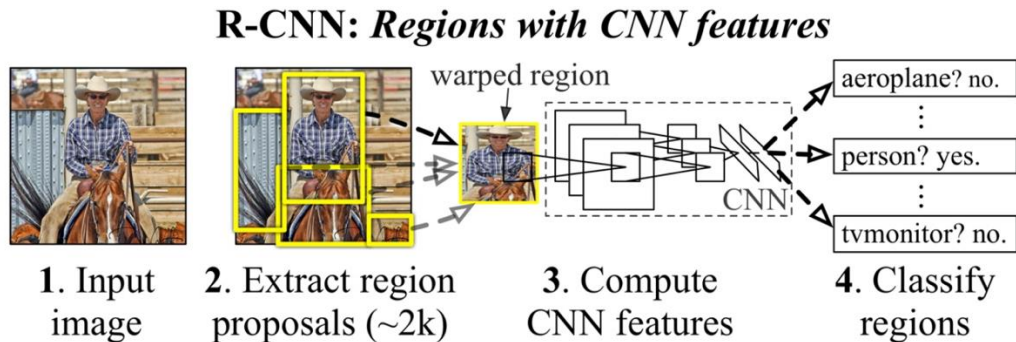 R-CNN: Regions with CNN features
warped region
aeroplane? no.
person? yes.
tvmonitor? no.
CNN
1. Input
image
2. Extract region
proposals (~2k)
3. Compute
CNN features
4. Classify
regions